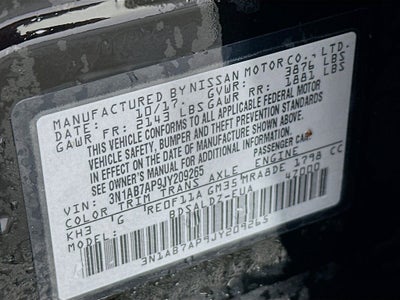 MANUFACTURED BY NISSAN MOTOR CO., LTD.
DATE: 10/17 GVWR: 3876 LBS
GAWR FR: 2143 LBS GAWR RR: 1881 LBS
THIS VEHICLE CONFORMS TO ALL APPLICABLE FEDERAL MOTOR
VEHICLE SAFETY, BUMPER AND THEFT PREVENTION STANDARDS
IN EFFECT ON THE DATE OF MANUFACTURE SHOWN ABOVE.
SEE OWNERS MANUAL FOR ADDITIONAL INFORMATION.
VIN: 3N1AB7AP9JY209265 PASSENGER CAR
COLOR TRIM TRANS AXLE ENGINE
KH3 G RE0F11A GM35 MRA8DE 1798 CC
MODEL: BDSALDZ-EUA 47000
3N1AB7AP9JY209265